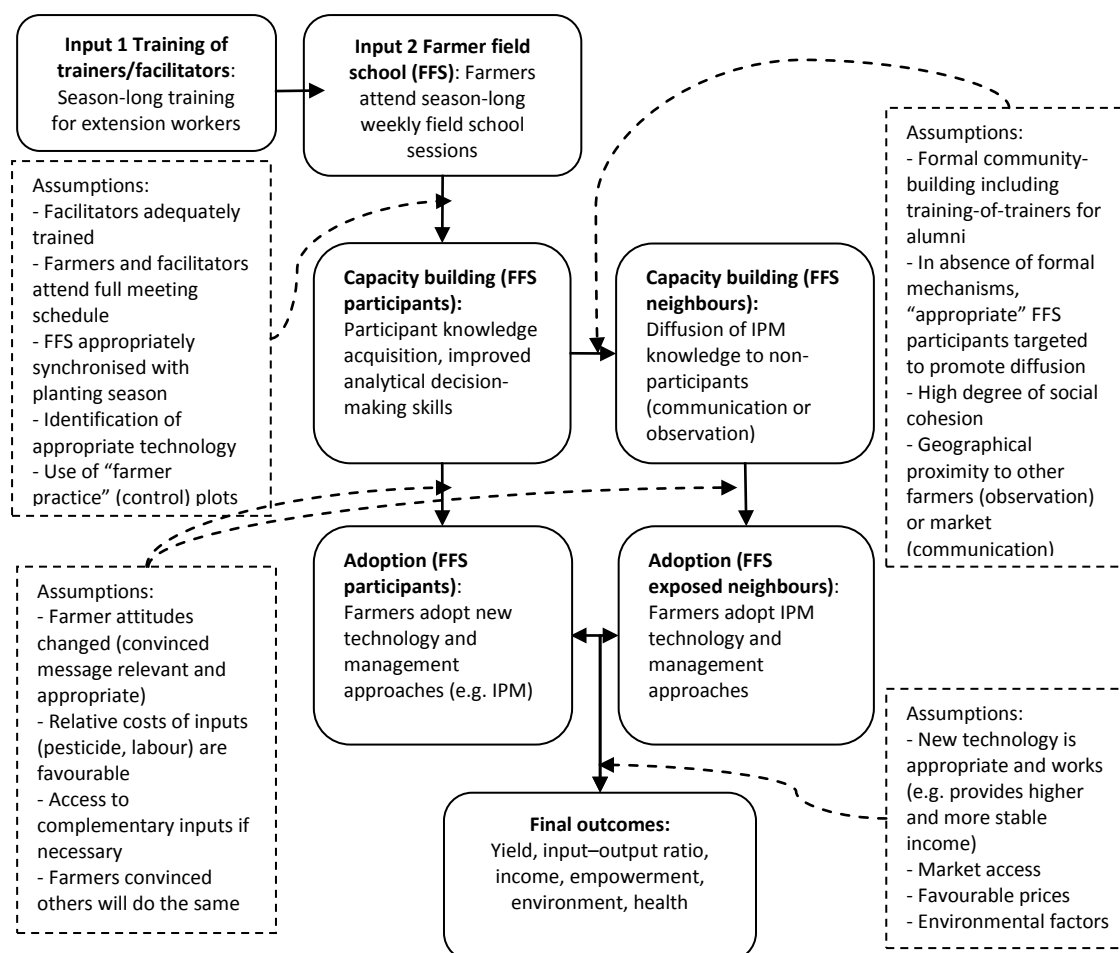 Input 1 Training of
trainers/facilitators:
Season-long training
for extension workers
Input 2 Farmer field
school (FFS): Farmers
attend season-long
weekly field school
sessions
Assumptions:
- Facilitators adequately
trained
- Farmers and facilitators
attend full meeting
schedule
- FFS appropriately
synchronised with
planting season
- Identification of
appropriate technology
- Use of “farmer
practice” (control) plots
Capacity building (FFS
participants):
Participant knowledge
acquisition, improved
analytical decision-
making skills
Capacity building (FFS
neighbours):
Diffusion of IPM
knowledge to non-
participants
(communication or
observation)
Assumptions:
- Formal community-
building including
training-of-trainers for
alumni
- In absence of formal
mechanisms,
“appropriate” FFS
participants targeted
to promote diffusion
- High degree of social
cohesion
- Geographical
proximity to other
farmers (observation)
or market
(communication)
Assumptions:
- Farmer attitudes
changed (convinced
message relevant and
appropriate)
- Relative costs of inputs
(pesticide, labour) are
favourable
- Access to
complementary inputs if
necessary
- Farmers convinced
others will do the same
Adoption (FFS
participants):
Farmers adopt new
technology and
management
approaches (e.g. IPM)
Adoption (FFS
exposed neighbours):
Farmers adopt IPM
technology and
management
approaches
Assumptions:
- New technology is
appropriate and works
(e.g. provides higher
and more stable
income)
- Market access
- Favourable prices
- Environmental factors
Final outcomes:
Yield, input–output ratio,
income, empowerment,
environment, health